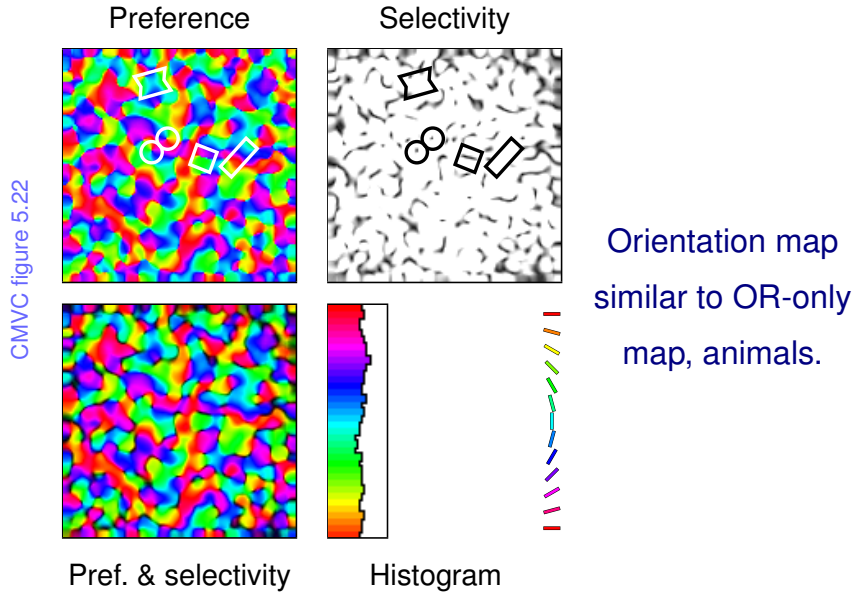 Preference
Selectivity
CMVC figure 5.22
Orientation map
similar to OR-only
map, animals.
Pref. & selectivity
Histogram